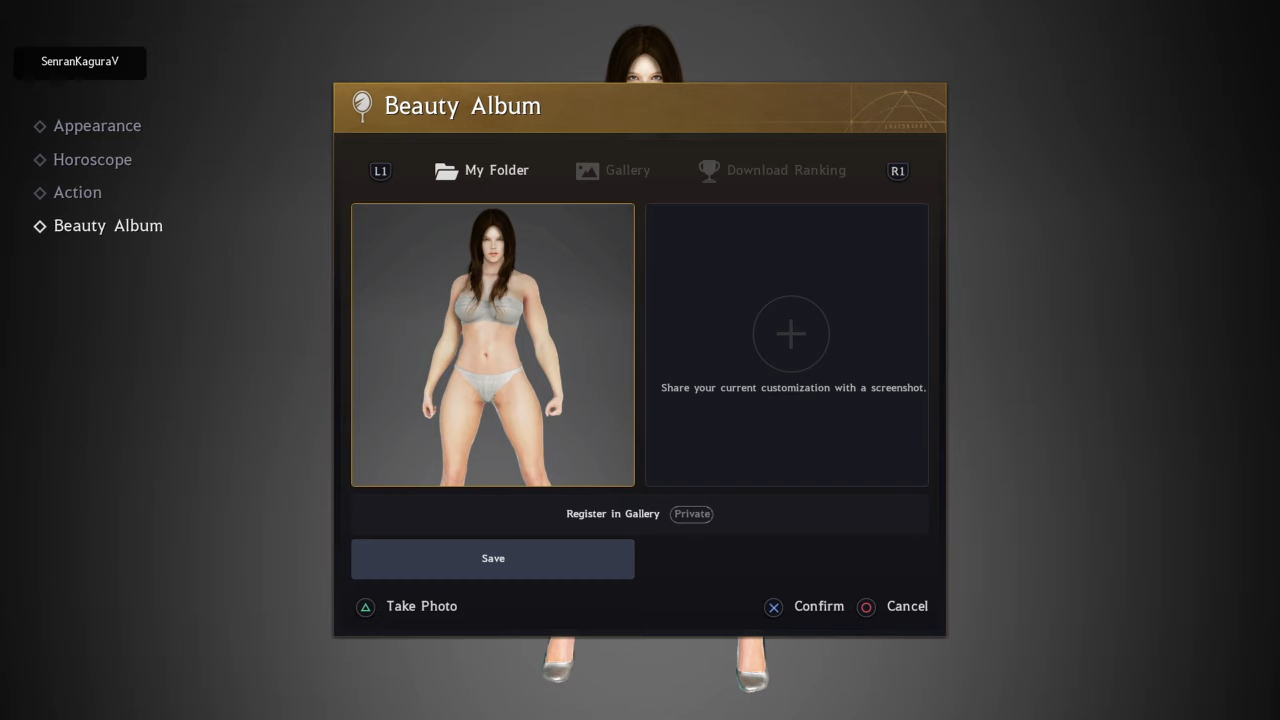 SenranKaguraV
Appearance
Horoscope
Action
Beauty Album
Beauty Album
L1
My Folder
Gallery
Download Ranking
R1
Share your current customization with a screenshot.
Register in Gallery
Private
Save
Take Photo
Confirm
Cancel